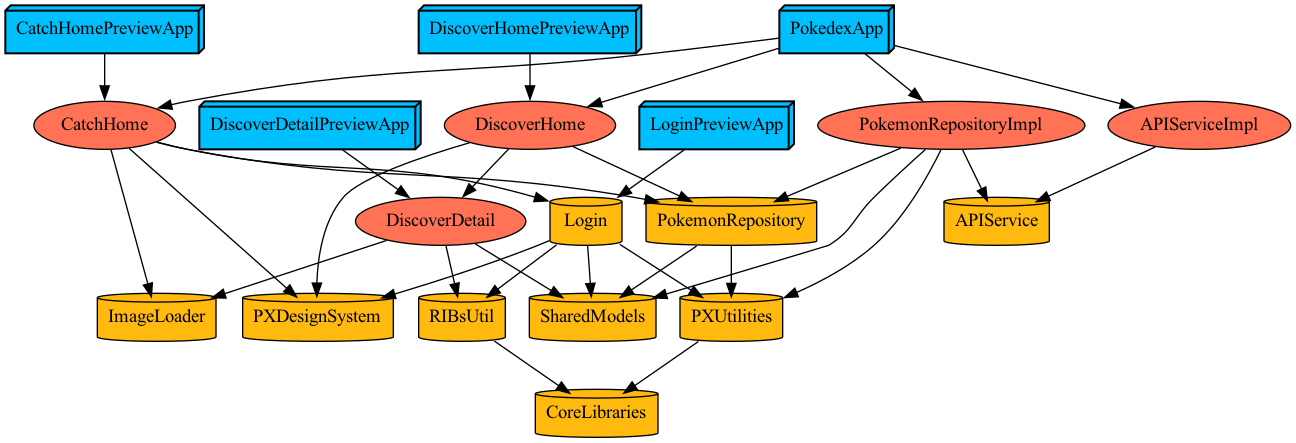 CatchHomePreviewApp
DiscoverHomePreviewApp
PokedexApp
CatchHome
DiscoverDetailPreviewApp
DiscoverHome
LoginPreviewApp
PokemonRepositoryImpl
APIServiceImpl
DiscoverDetail
Login
PokemonRepository
APIService
ImageLoader
PXDesignSystem
RIBsUtil
SharedModels
PXUtilities
CoreLibraries